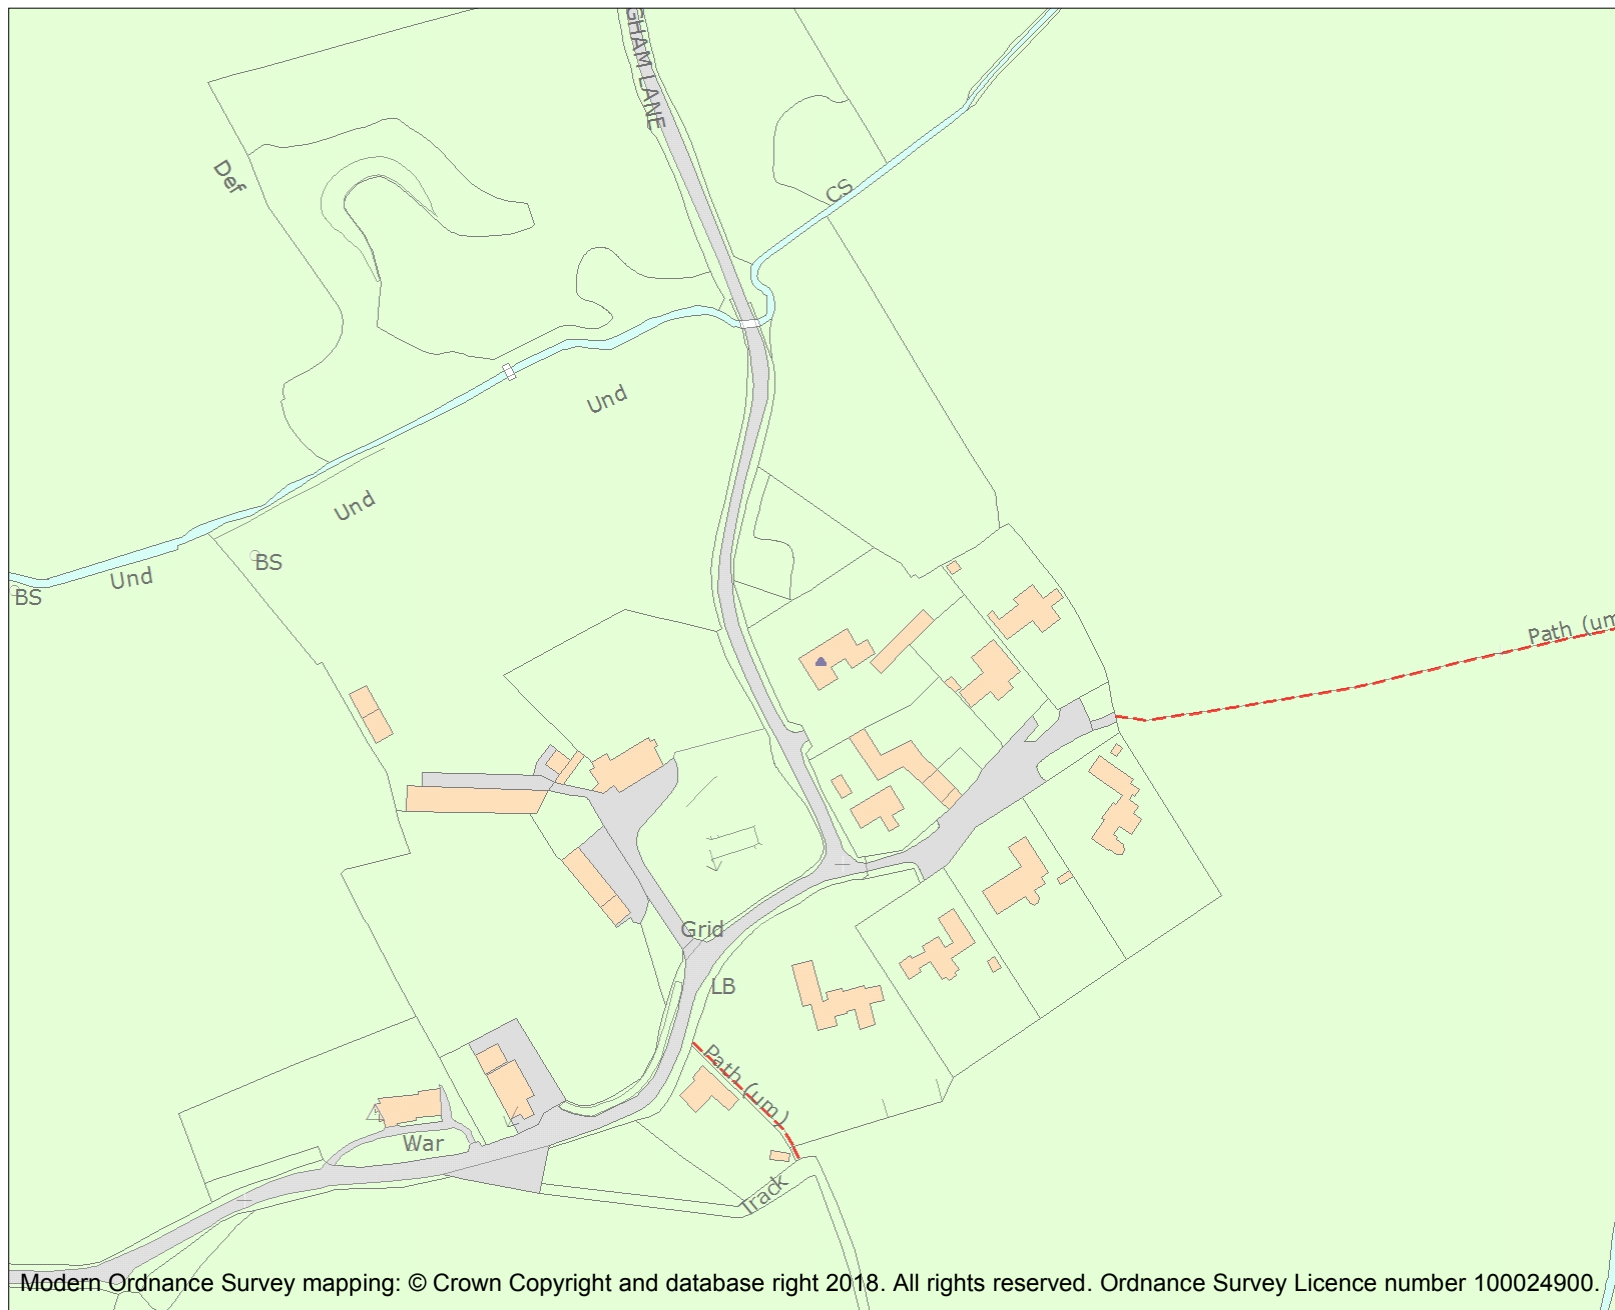 GHAM LANE
Def
CS
Und
Und
BS
Und
BS
Path (um
Grid
LB
Path (um)
War
Track
Modern Ordnance Survey mapping: © Crown Copyright and database right 2018. All rights reserved. Ordnance Survey Licence number 100024900.